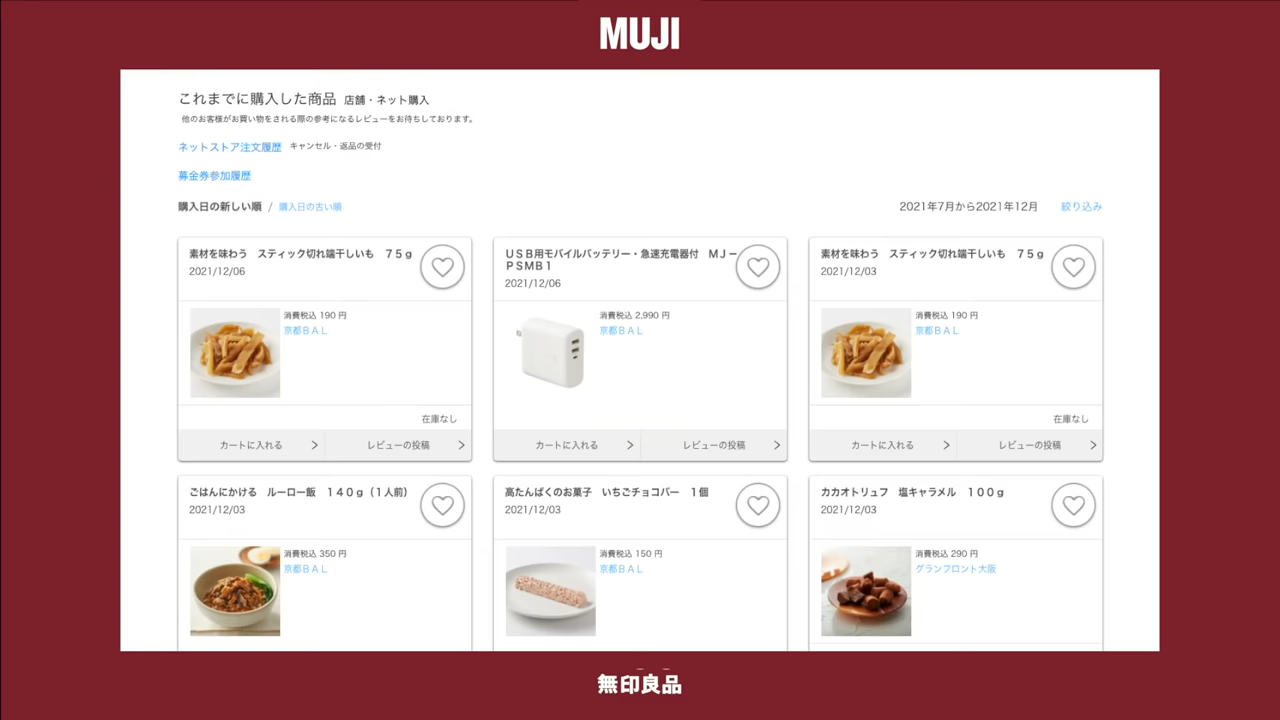 MUJI
これまでに購入した商品 店舗・ネット購入
他のお客様がお買い物をされる際の参考になるレビューをお待ちしております。
ネットストア注文履歴 キャンセル・返品の受付
募金券参加履歴
購入日の新しい順 / 購入日の古い順 2021年7月から2021年12月 絞り込み
素材を味わう　スティック切れ端干しいも　７５ｇ
2021/12/06
消費税込 190 円
京都ＢＡＬ
在庫なし
カートに入れる レビューの投稿
ＵＳＢ用モバイルバッテリー・急速充電器付　ＭＪ－
ＰＳＭＢ１
2021/12/06
消費税込 2,990 円
京都ＢＡＬ
カートに入れる レビューの投稿
素材を味わう　スティック切れ端干しいも　７５ｇ
2021/12/03
消費税込 190 円
京都ＢＡＬ
在庫なし
カートに入れる レビューの投稿
ごはんにかける　ルーロー飯　１４０ｇ（１人前）
2021/12/03
消費税込 350 円
京都ＢＡＬ
高たんぱくのお菓子　いちごチョコバー　１個
2021/12/03
消費税込 150 円
京都ＢＡＬ
カカオトリュフ　塩キャラメル　１００ｇ
2021/12/03
消費税込 290 円
グランフロント大阪
無印良品